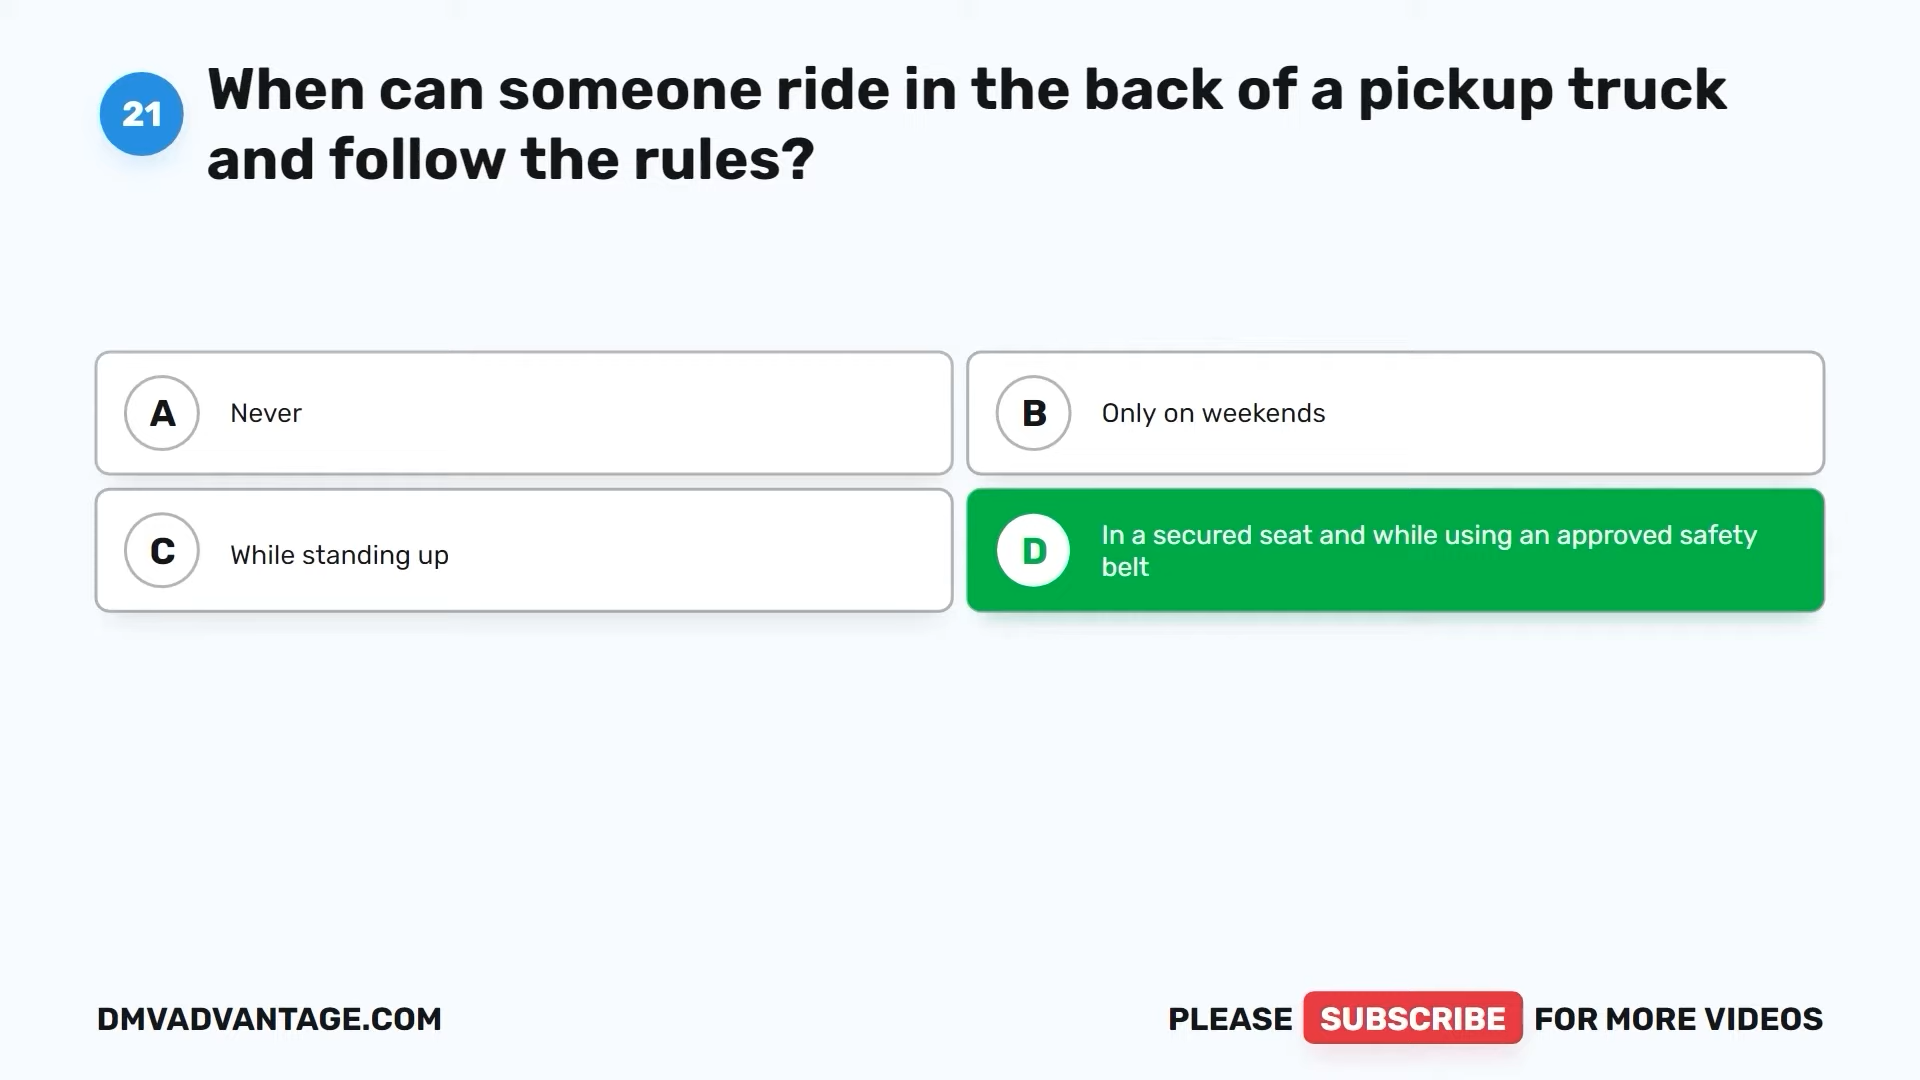 21
When can someone ride in the back of a pickup truck
and follow the rules?
A
Never
B
Only on weekends
C
While standing up
D
In a secured seat and while using an approved safety
belt
DMVADVANTAGE.COM
PLEASE SUBSCRIBE FOR MORE VIDEOS